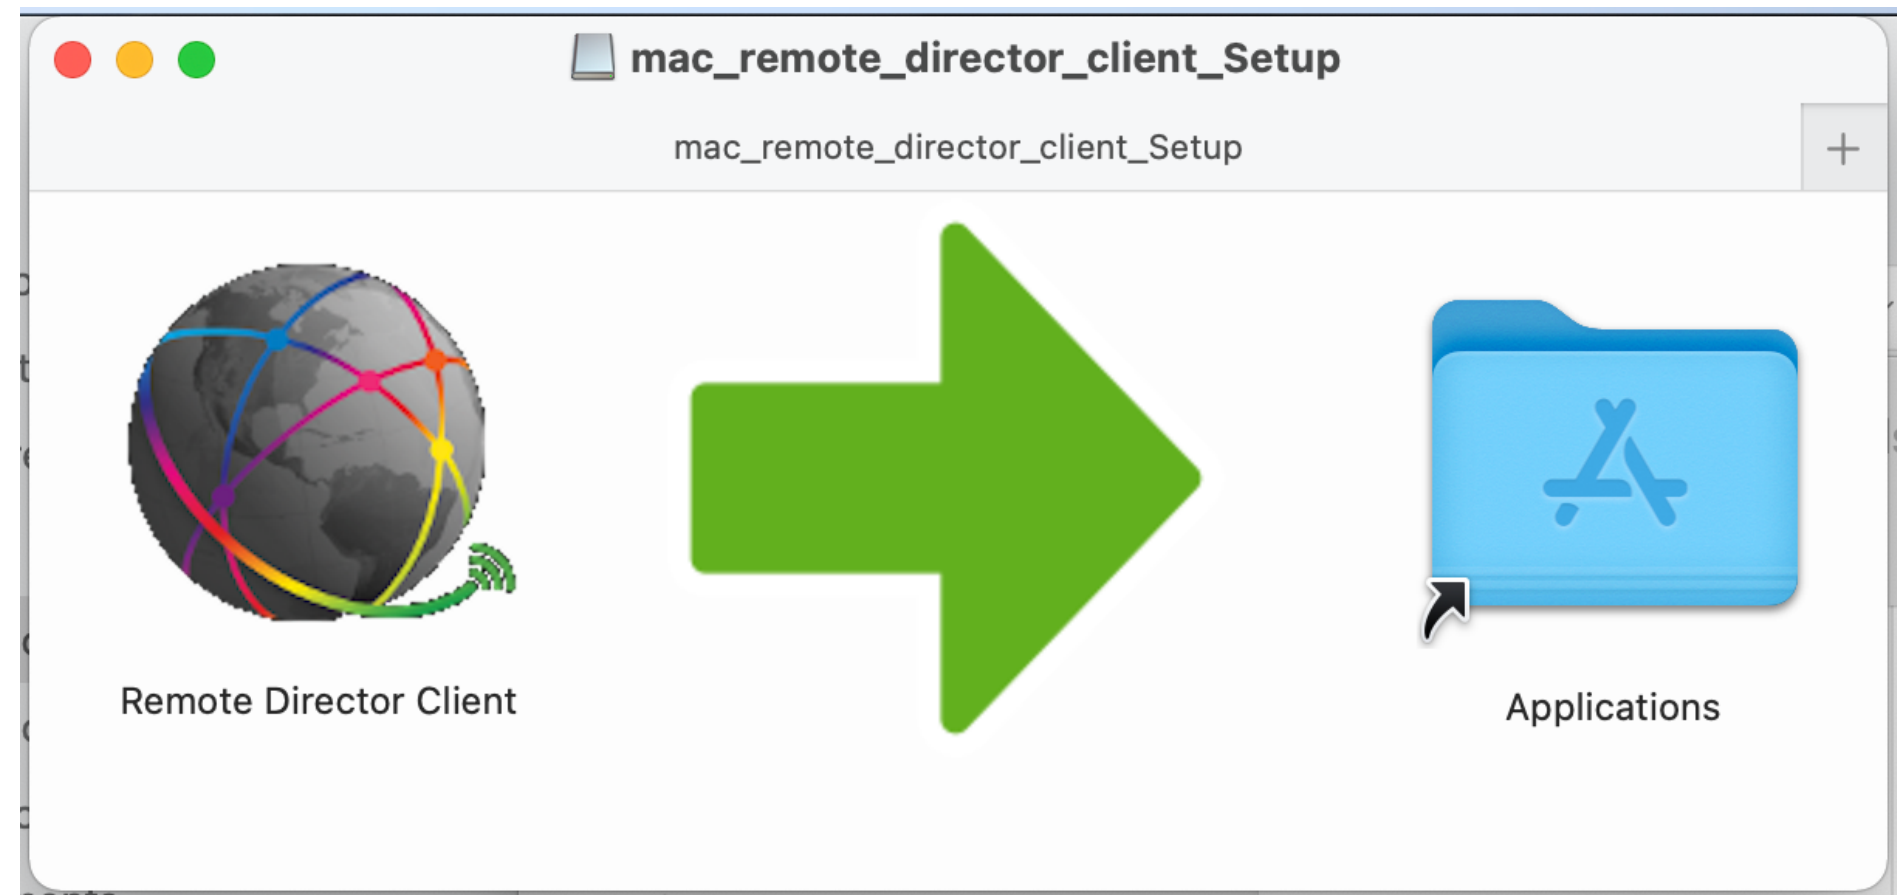 mac_remote_director_client_Setup
mac_remote_director_client_Setup
Remote Director Client
Applications